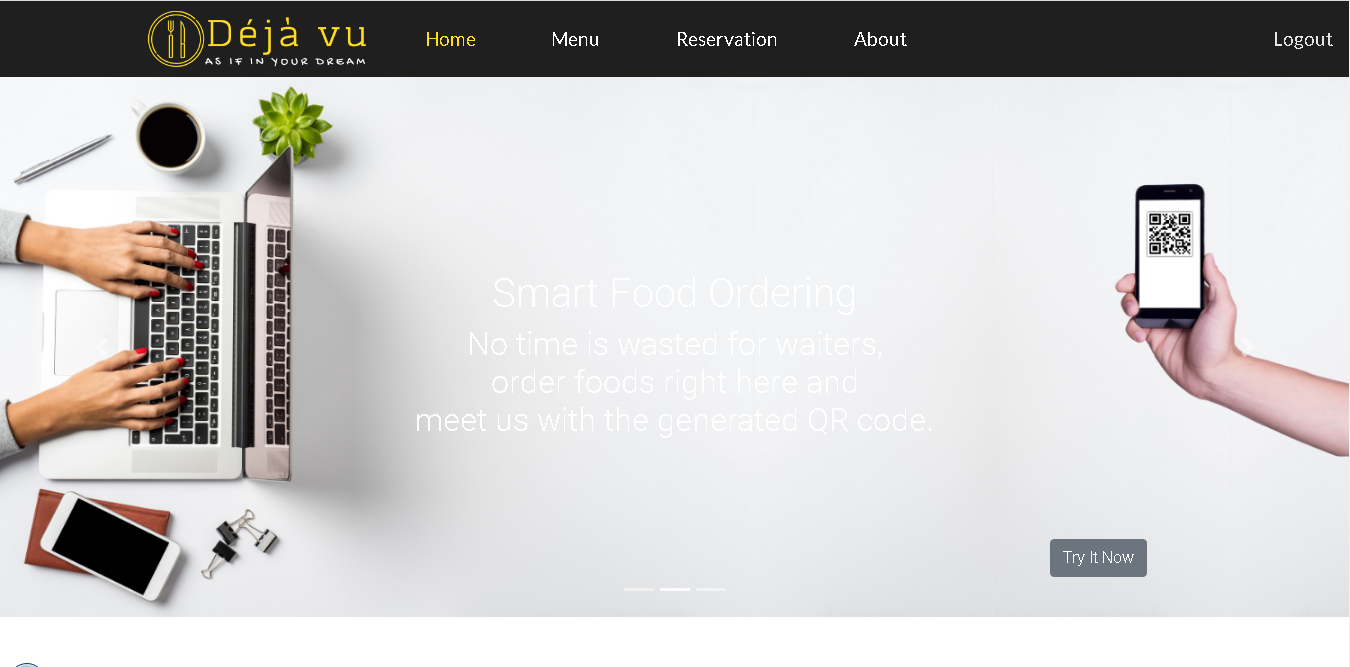 Déjà vu
AS IF IN YOUR DREAM
Home
Menu
Reservation
About
Logout
Smart Food Ordering
No time is wasted for waiters,
order foods right here and
meet us with the generated QR code.
Try It Now